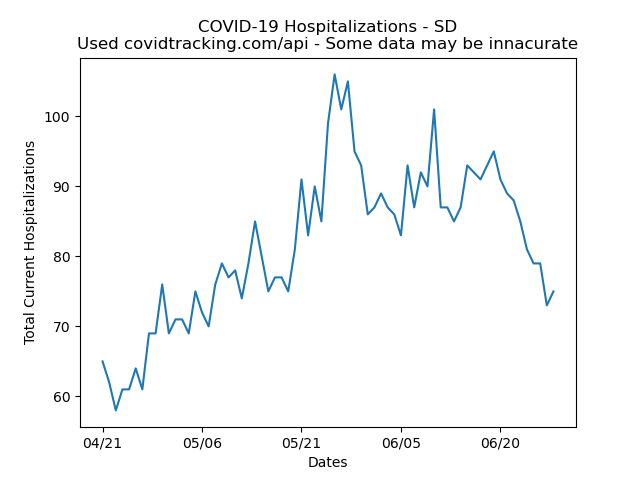 COVID-19 Hospitalizations - SD
Used covidtracking.com/api - Some data may be innacurate
Total Current Hospitalizations
100
90
80
70
60
04/21 05/06 05/21 06/05 06/20
Dates